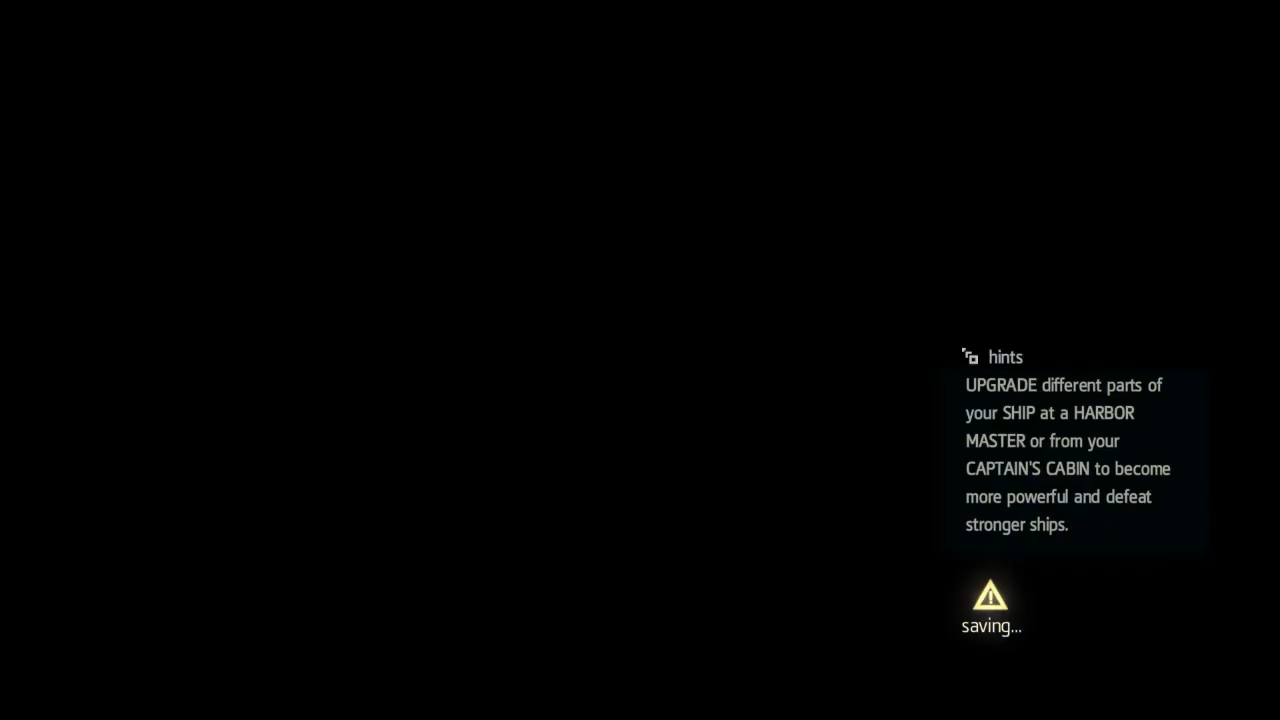 hints
UPGRADE different parts of
your SHIP at a HARBOR
MASTER or from your
CAPTAIN'S CABIN to become
more powerful and defeat
stronger ships.
saving...